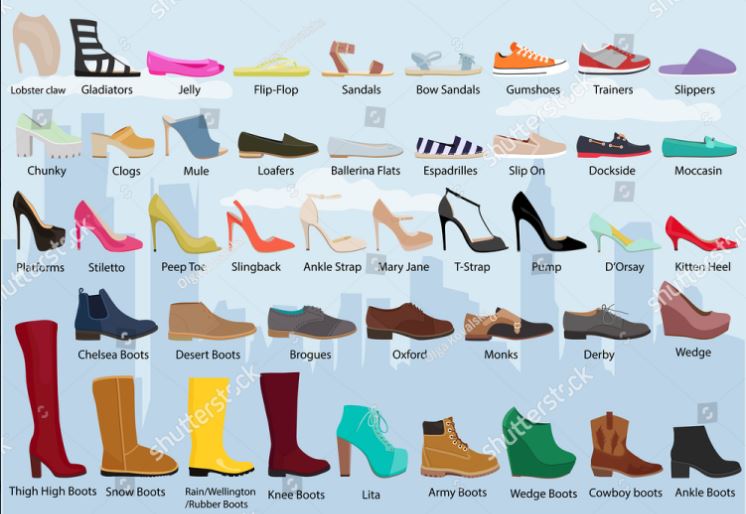 Lobster claw
Gladiators
Jelly
Flip-Flop
Sandals
Bow Sandals
Gumshoes
Trainers
Slippers
Chunky
Clogs
Mule
Loafers
Ballerina Flats
Espadrilles
Slip On
Dockside
Moccasin
Platforms
Stiletto
Peep Toe
Slingback
Ankle Strap
Mary Jane
T-Strap
Pump
D'Orsay
Kitten Heel
Chelsea Boots
Desert Boots
Brogues
Oxford
Monks
Derby
Wedge
Thigh High Boots
Snow Boots
Rain/Wellington
/Rubber Boots
Knee Boots
Lita
Army Boots
Wedge Boots
Cowboy boots
Ankle Boots
shutterstock